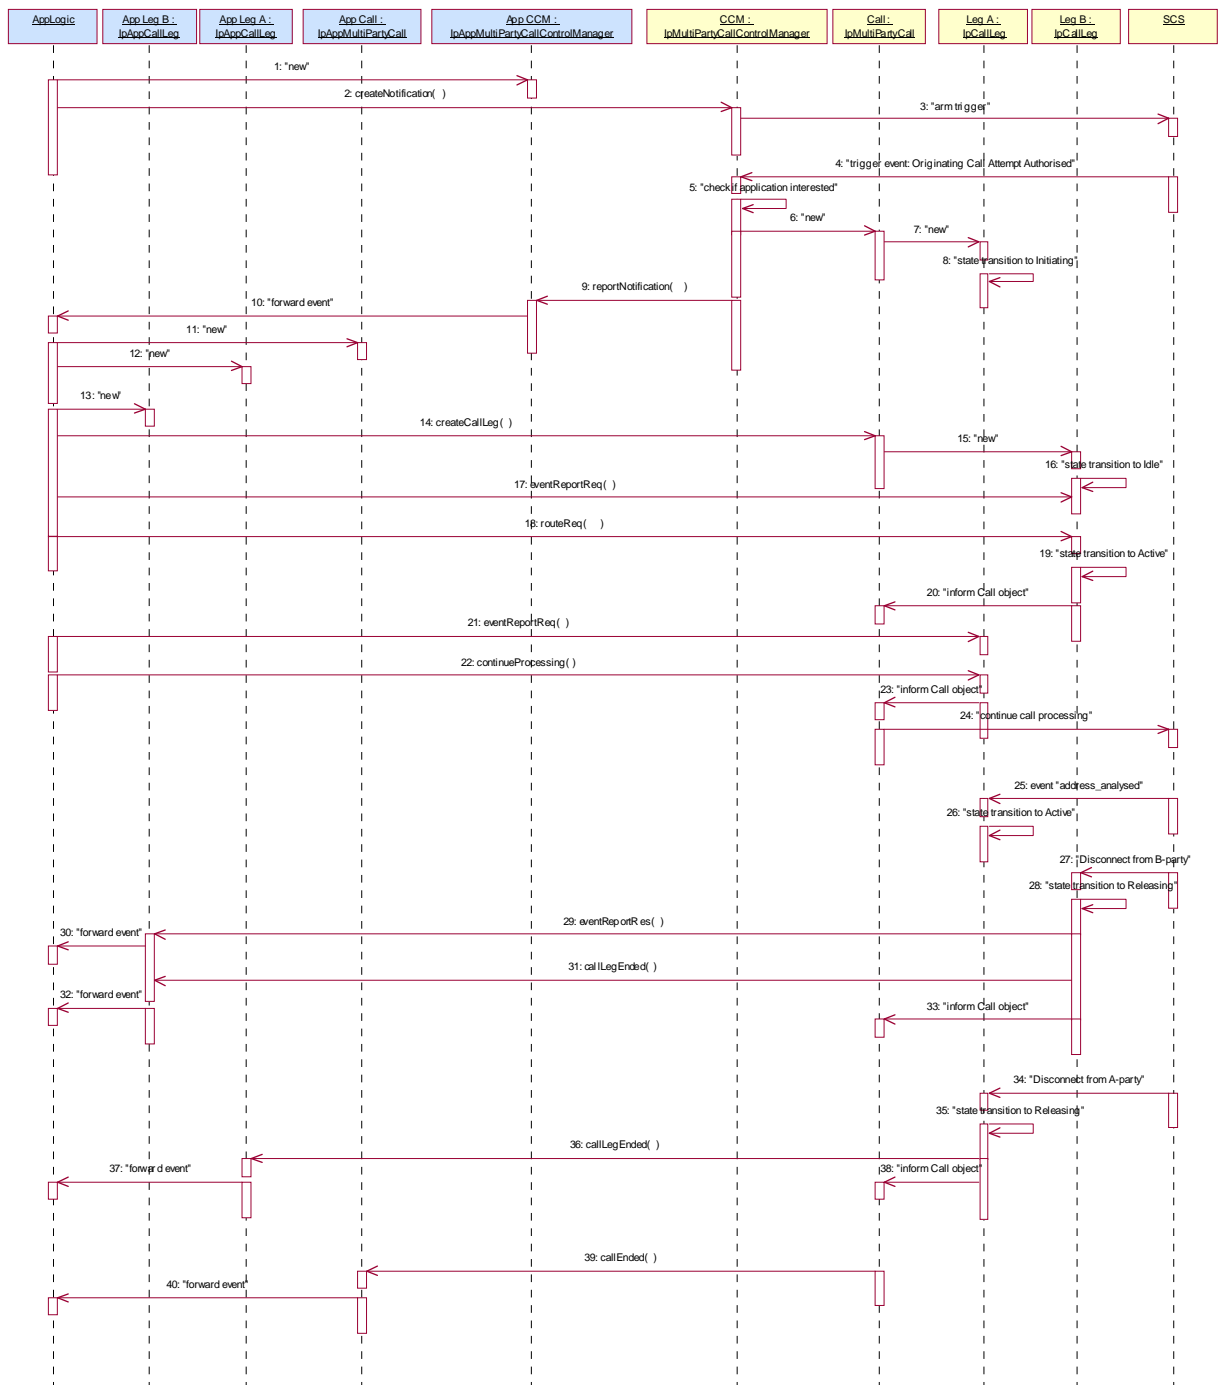 AppLogic
App Leg B :
IpAppCallLeg
App Leg A :
IpAppCallLeg
App Call :
IpAppMultiPartyCall
App CCM :
IpAppMultiPartyCallControlManager
CCM :
IpMultiPartyCallControlManager
Call :
IpMultiPartyCall
Leg A :
IpCallLeg
Leg B :
IpCallLeg
SCS
1: "new"
2: createNotification( )
3: "arm trigger"
4: "trigger event: Originating Call Attempt Authorised"
5: "check if application interested"
6: "new"
7: "new"
8: "state transition to Initiating"
9: reportNotification( )
10: "forward event"
11: "new"
12: "new"
13: "new"
14: createCallLeg( )
15: "new"
16: "state transition to Idle"
17: eventReportReq( )
18: routeReq( )
19: "state transition to Active"
20: "inform Call object"
21: eventReportReq( )
22: continueProcessing( )
23: "inform Call object"
24: "continue call processing"
25: event "address_analysed"
26: "state transition to Active"
27: "Disconnect from B-party"
28: "state transition to Releasing"
29: eventReportRes( )
30: "forward event"
31: callLegEnded( )
32: "forward event"
33: "inform Call object"
34: "Disconnect from A-party"
35: "state transition to Releasing"
36: callLegEnded( )
37: "forward event"
38: "inform Call object"
39: callEnded( )
40: "forward event"